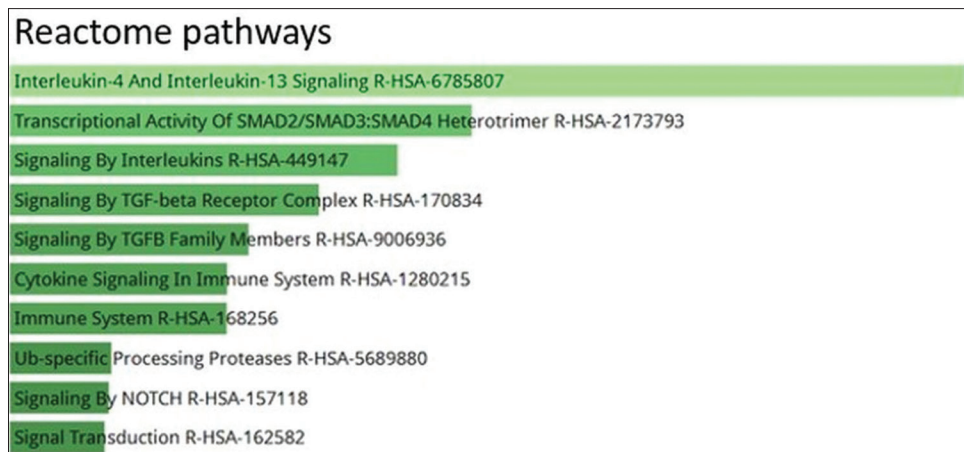 Reactome pathways
Interleukin-4 And Interleukin-13 Signaling R-HSA-6785807
Transcriptional Activity Of SMAD2/SMAD3:SMAD4 Heterotrimer R-HSA-2173793
Signaling By Interleukins R-HSA-449147
Signaling By TGF-beta Receptor Complex R-HSA-170834
Signaling By TGFB Family Members R-HSA-9006936
Cytokine Signaling In Immune System R-HSA-1280215
Immune System R-HSA-168256
Ub-specific Processing Proteases R-HSA-5689880
Signaling By NOTCH R-HSA-157118
Signal Transduction R-HSA-162582